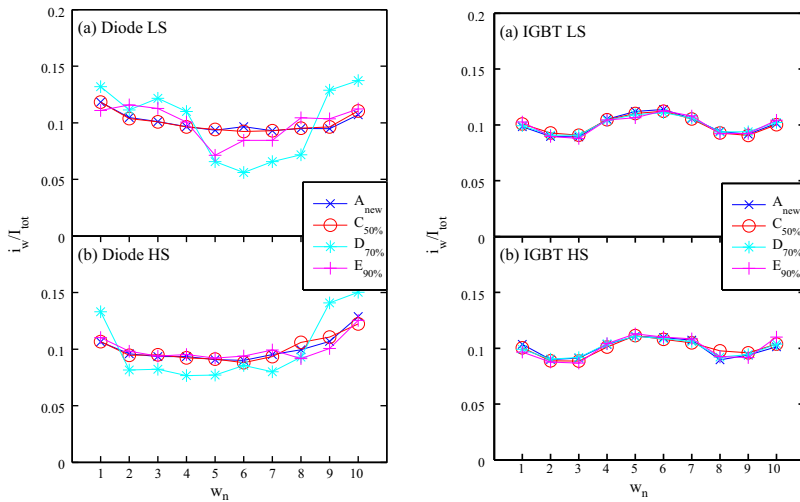 (a) Diode LS
0.2
0.15
0.1
0.05
0
i_w/I_tot
A_new
C_50%
D_70%
E_90%
(b) Diode HS
0.15
0.1
0.05
0
1 2 3 4 5 6 7 8 9 10
w_n
(a) IGBT LS
0.2
0.15
0.1
0.05
0
i_w/I_tot
A_new
C_50%
D_70%
E_90%
(b) IGBT HS
0.15
0.1
0.05
0
1 2 3 4 5 6 7 8 9 10
w_n